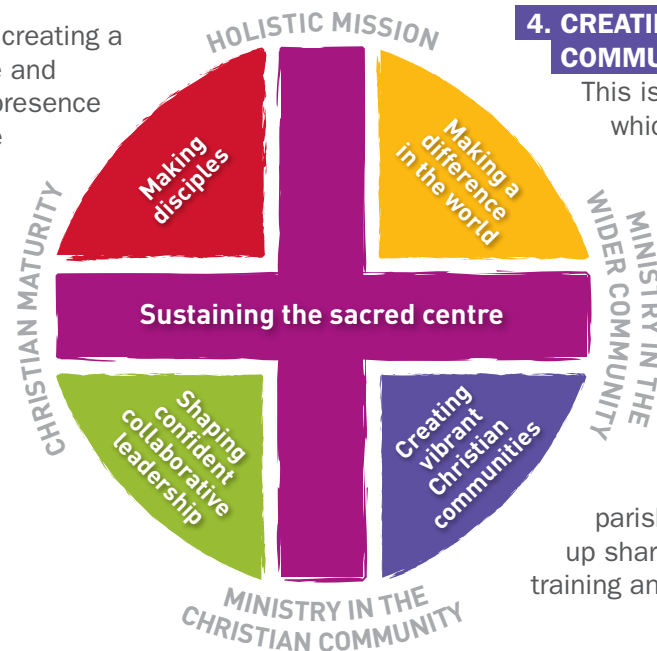 creating a
and
presence
HOLISTIC MISSION
4. CREATI
COMMU
This is
whic
Making
disciples
Making a
difference
in the world
CHRISTIAN MATURITY
MINISTRY IN THE
WIDER COMMUNITY
Sustaining the sacred centre
Shaping
confident
collaborative
leadership
Creating
vibrant
Christian
communities
paris
up shar
training an
MINISTRY IN THE
CHRISTIAN COMMUNITY